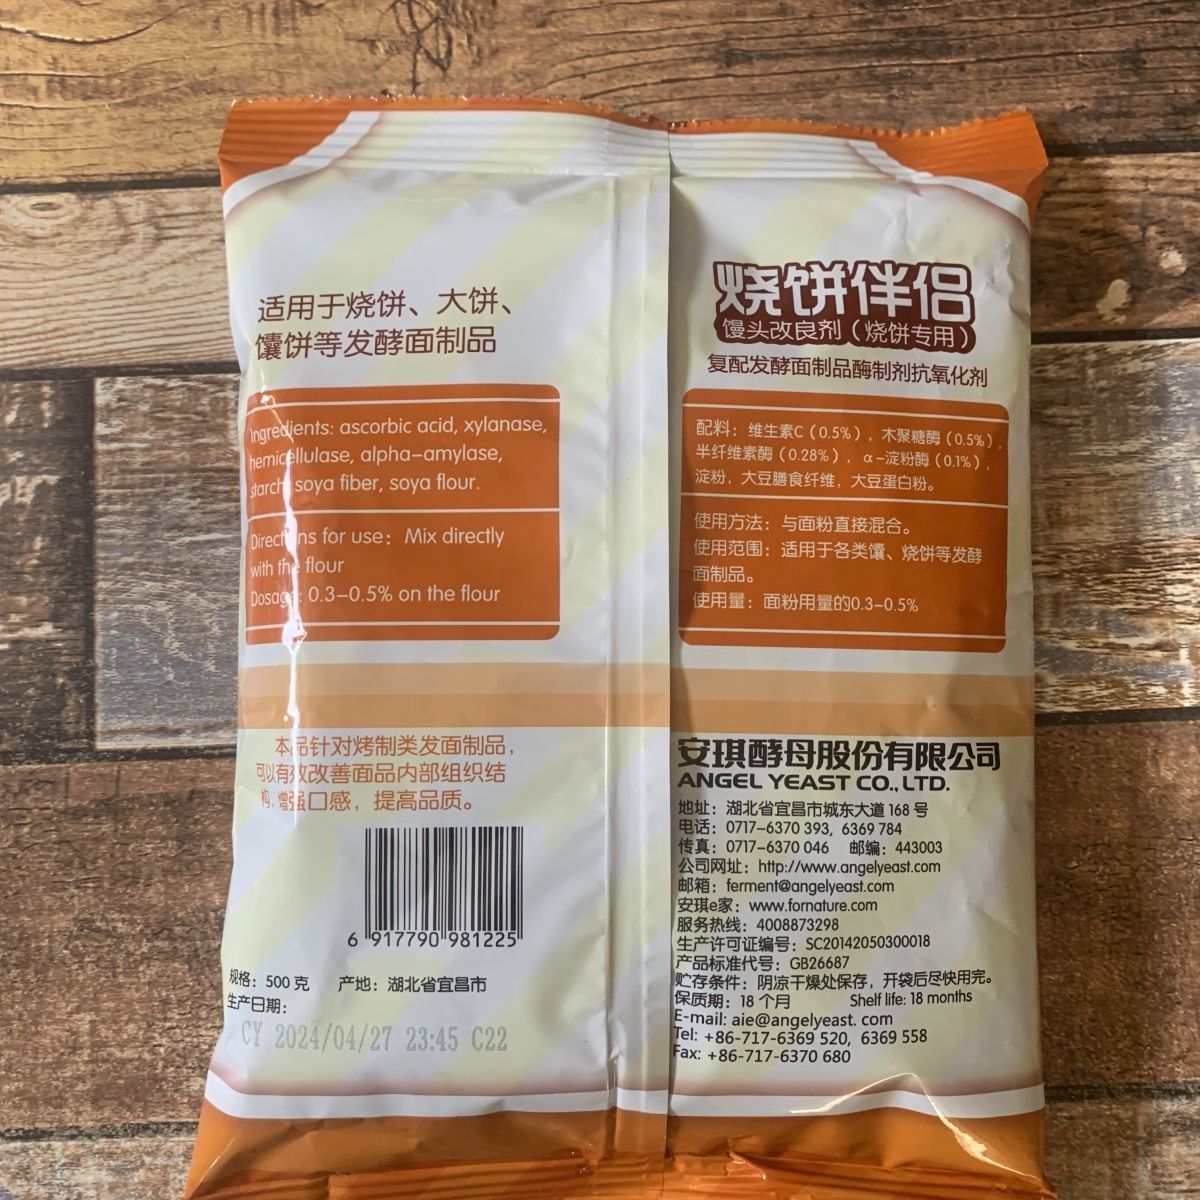 适用于烧饼、大饼、
馕饼等发酵面制品
Ingredients: ascorbic acid, xylanase,
hemicellulase, alpha-amylase,
starch, soya fiber, soya flour.
Directions for use: Mix directly
with the flour
Dosage: 0.3-0.5% on the flour
本品针对烤制类发面制品，
可以有效改善面品内部组织结
构，增强口感，提高品质。
6 917790 981225
规格：500 克 产地：湖北省宜昌市
生产日期：
CY 2024/04/27 23:45 C22
烧饼伴侣
馒头改良剂（烧饼专用）
复配发酵面制品酶制剂抗氧化剂
配料：维生素C（0.5%），木聚糖酶（0.5%），
半纤维素酶（0.28%），α-淀粉酶（0.1%），
淀粉，大豆膳食纤维，大豆蛋白粉。
使用方法：与面粉直接混合。
使用范围：适用于各类馕、烧饼等发酵
面制品。
使用量：面粉用量的0.3-0.5%
安琪酵母股份有限公司
ANGEL YEAST CO., LTD.
地址：湖北省宜昌市城东大道 168 号
电话：0717-6370 393, 6369 784
传真：0717-6370 046 邮编：443003
公司网址：http://www.angelyeast.com
邮箱：ferment@angelyeast.com
安琪e家：www.fornature.com
服务热线：4008873298
生产许可证编号：SC20142050300018
产品标准代号：GB26687
贮存条件：阴凉干燥处保存，开袋后尽快用完。
保质期：18 个月 Shelf life: 18 months
E-mail: aie@angelyeast. com
Tel: +86-717-6369 520, 6369 558
Fax: +86-717-6370 680